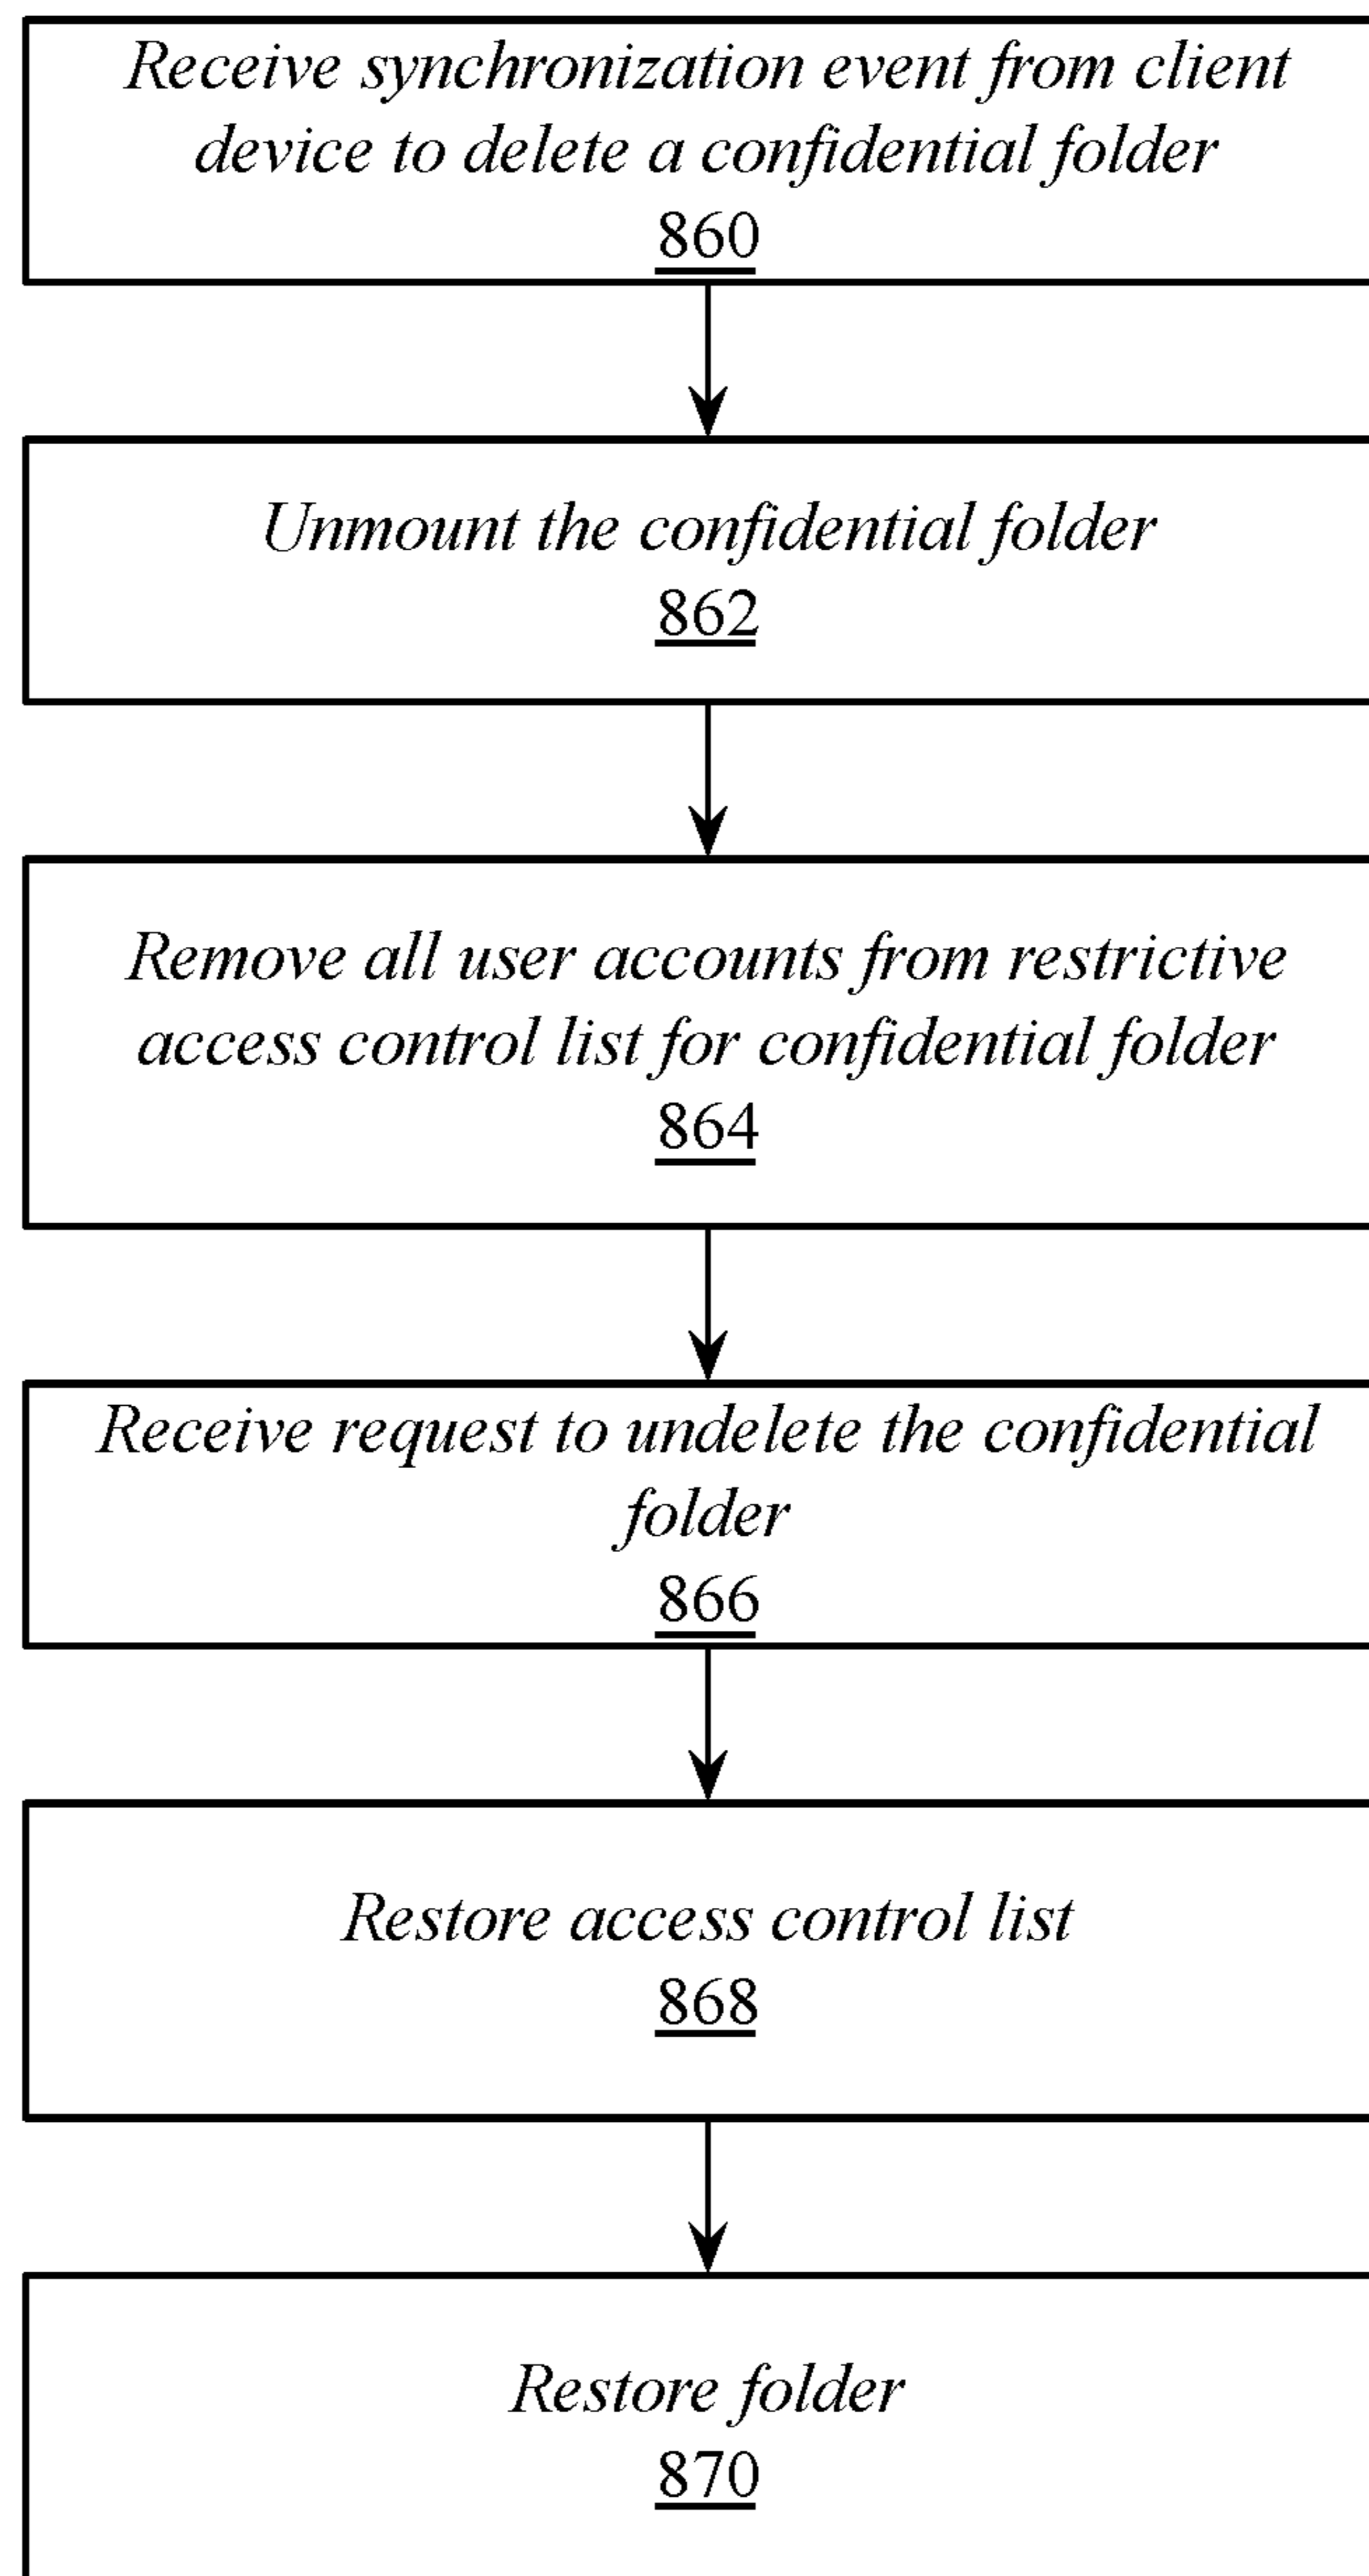 Receive synchronization event from client
device to delete a confidential folder
860
Unmount the confidential folder
862
Remove all user accounts from restrictive
access control list for confidential folder
864
Receive request to undelete the confidential
folder
866
Restore access control list
868
Restore folder
870